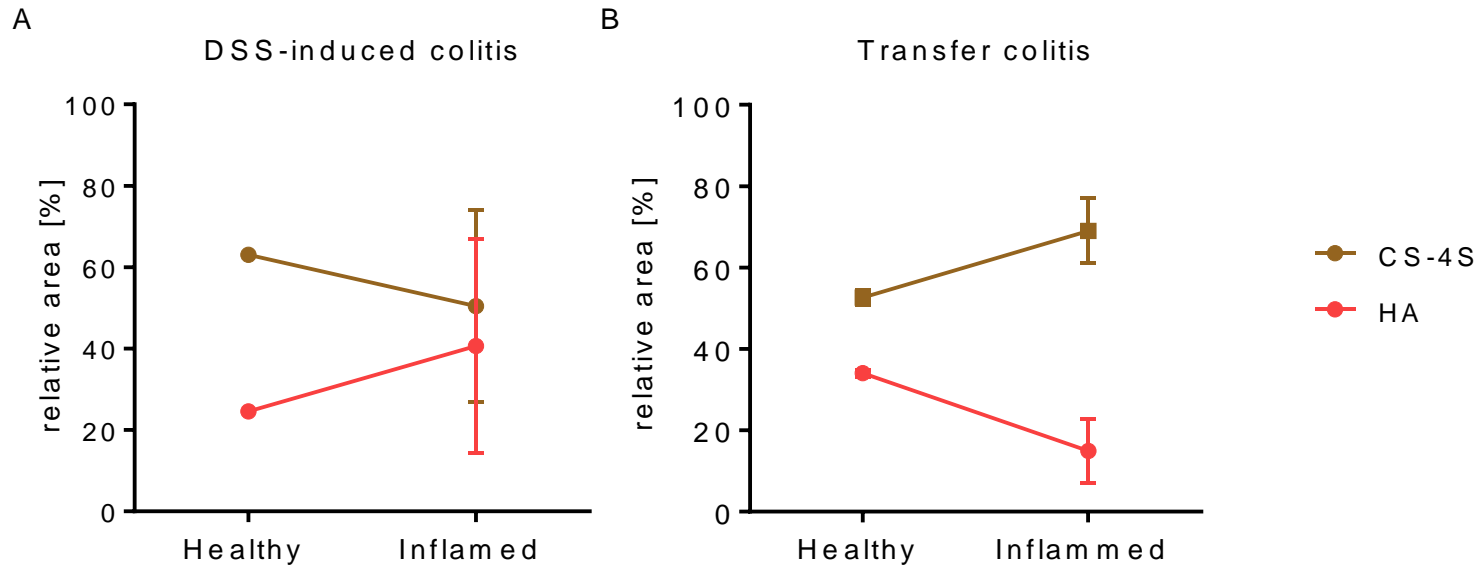 A
DSS-induced colitis
relative area [%]
100
80
60
40
20
0
Healthy
Inflamed
B
Transfer colitis
relative area [%]
100
80
60
40
20
0
Healthy
Inflammed
CS-4S
HA